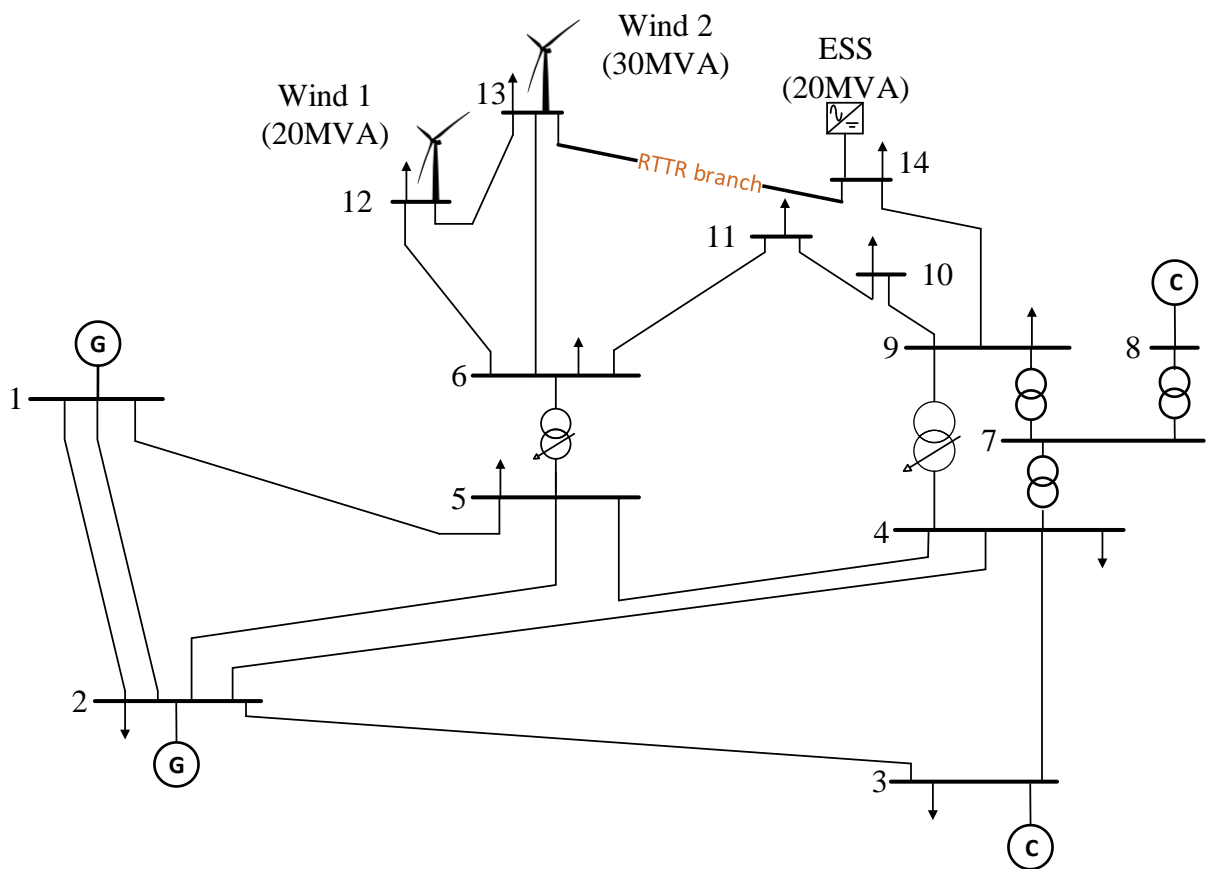 Wind 2
(30MVA)
ESS
(20MVA)
Wind 1
(20MVA)
13
RTTR branch
14
12
11
10
C
G
9
8
6
1
7
5
4
2
G
3
C